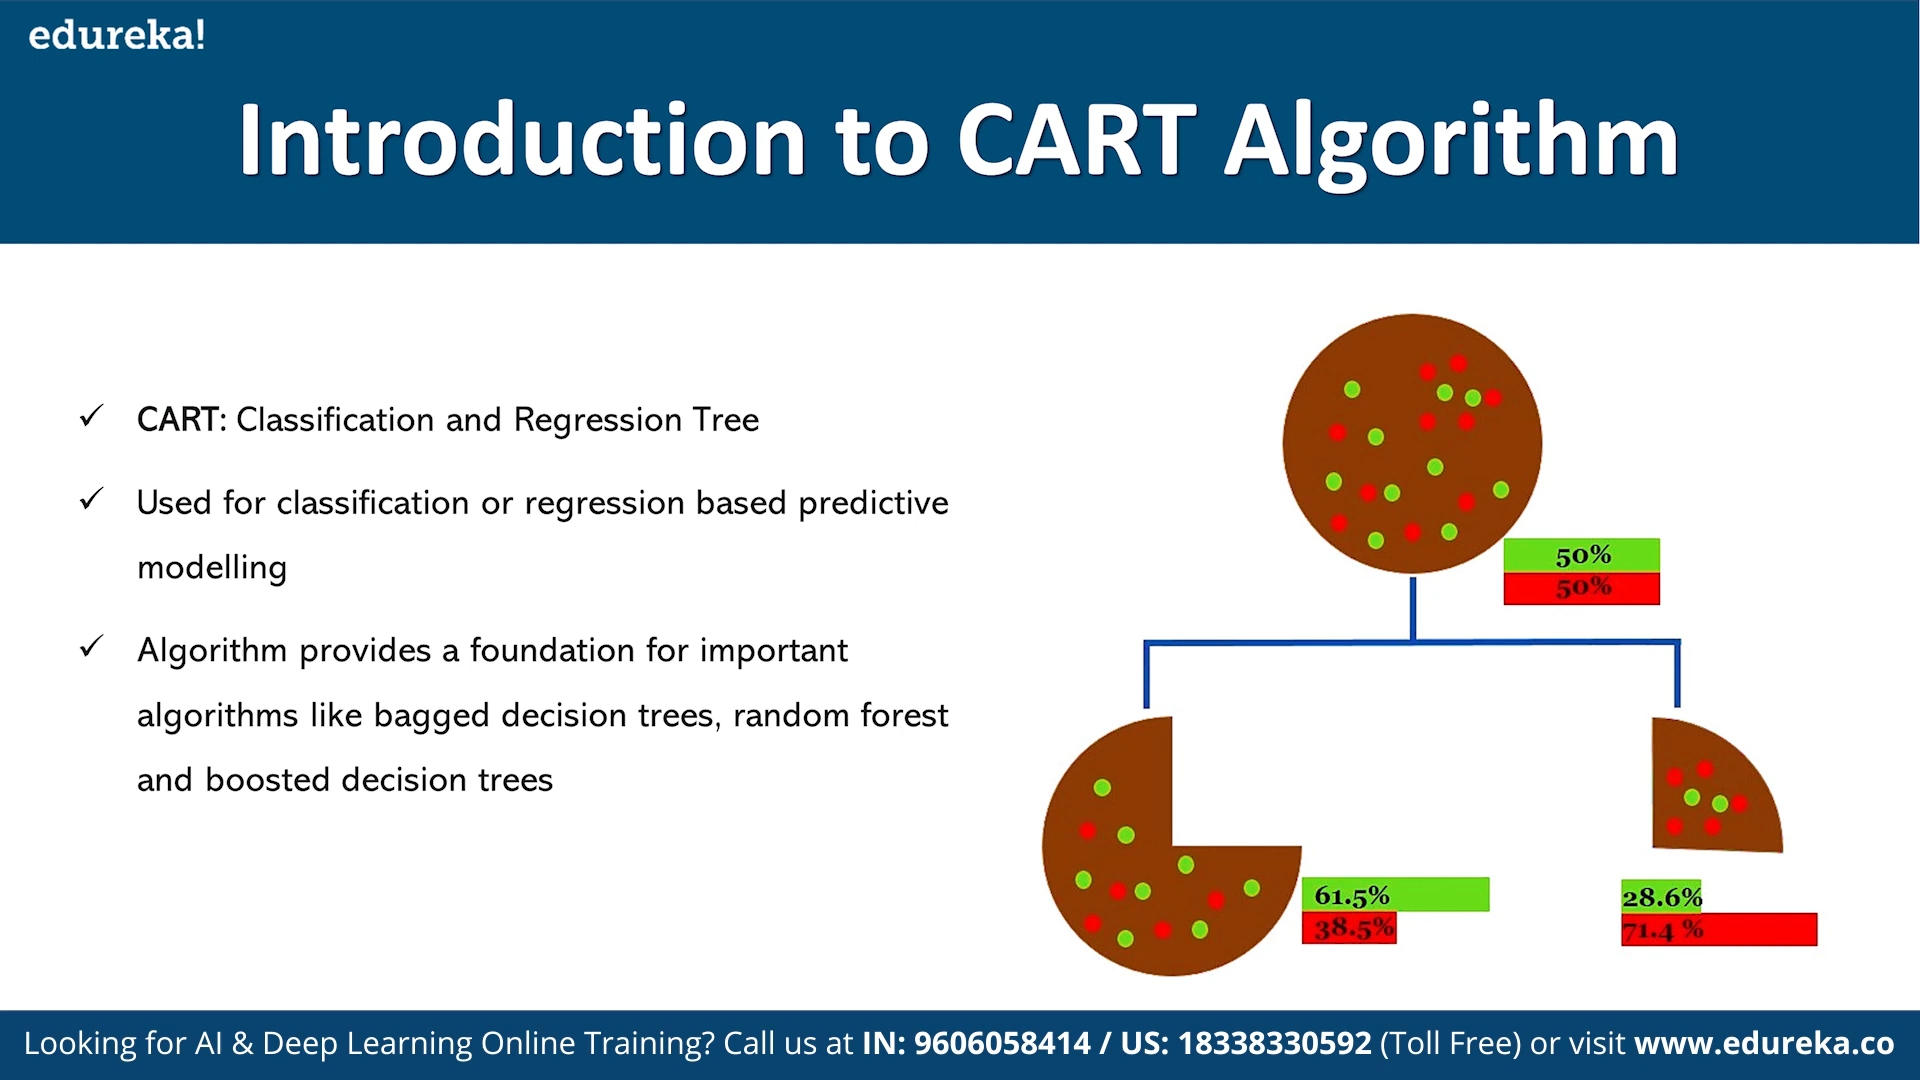 edureka!
Introduction to CART Algorithm
✓ CART: Classification and Regression Tree
✓ Used for classification or regression based predictive
modelling
✓ Algorithm provides a foundation for important
algorithms like bagged decision trees, random forest
and boosted decision trees
50%
50%
61.5%
38.5%
28.6%
71.4 %
Looking for AI & Deep Learning Online Training? Call us at IN: 9606058414 / US: 18338330592 (Toll Free) or visit www.edureka.co